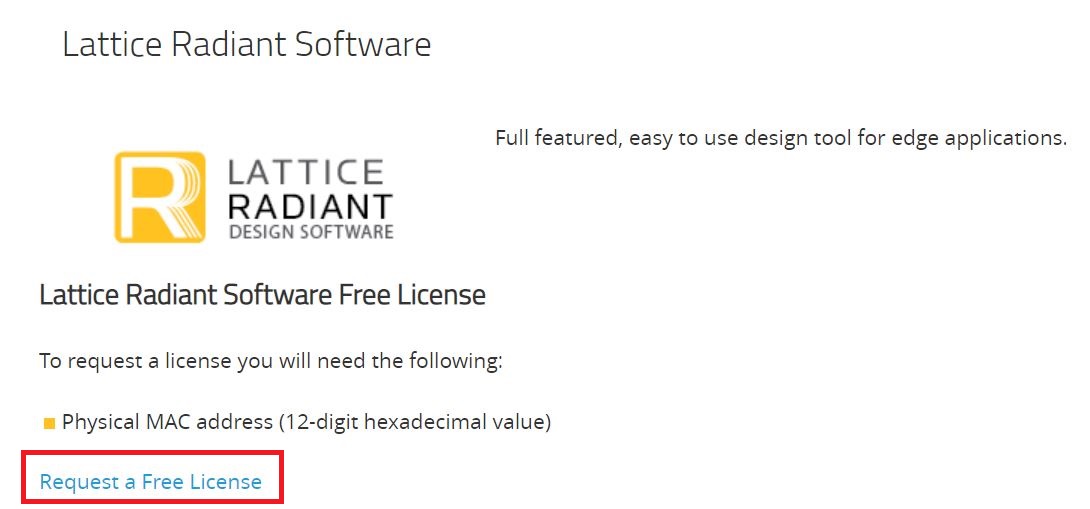 Lattice Radiant Software
Full featured, easy to use design tool for edge applications.
LATTICE
RADIANT
DESIGN SOFTWARE
Lattice Radiant Software Free License
To request a license you will need the following:
Physical MAC address (12-digit hexadecimal value)
Request a Free License